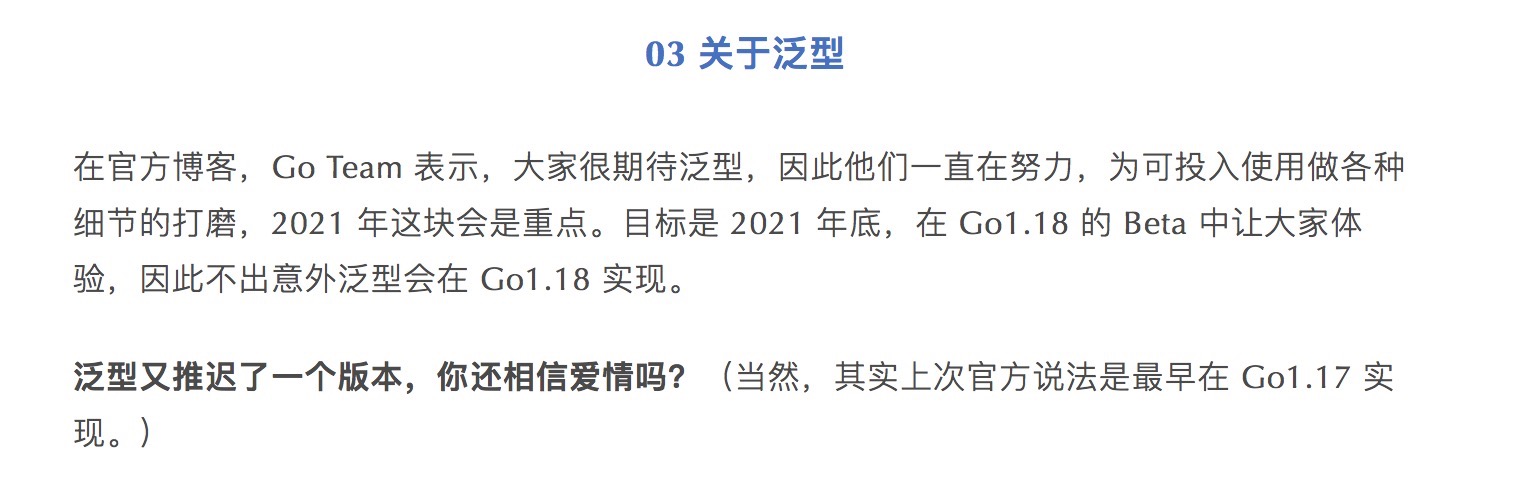 03 关于泛型
在官方博客，Go Team 表示，大家很期待泛型，因此他们一直在努力，为可投入使用做各种
细节的打磨，2021 年这块会是重点。目标是 2021 年底，在 Go1.18 的 Beta 中让大家体
验，因此不出意外泛型会在 Go1.18 实现。
泛型又推迟了一个版本，你还相信爱情吗？（当然，其实上次官方说法是最早在 Go1.17 实
现。）